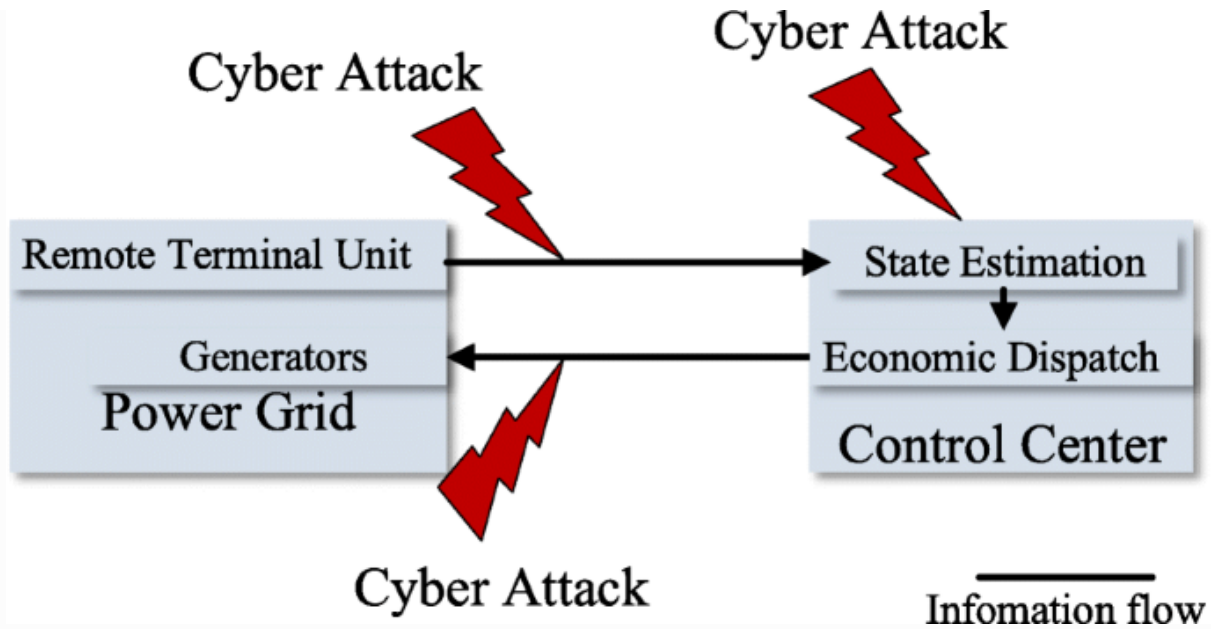 Cyber Attack
Cyber Attack
Remote Terminal Unit
State Estimation
Generators
Economic Dispatch
Power Grid
Control Center
Cyber Attack
Infomation flow